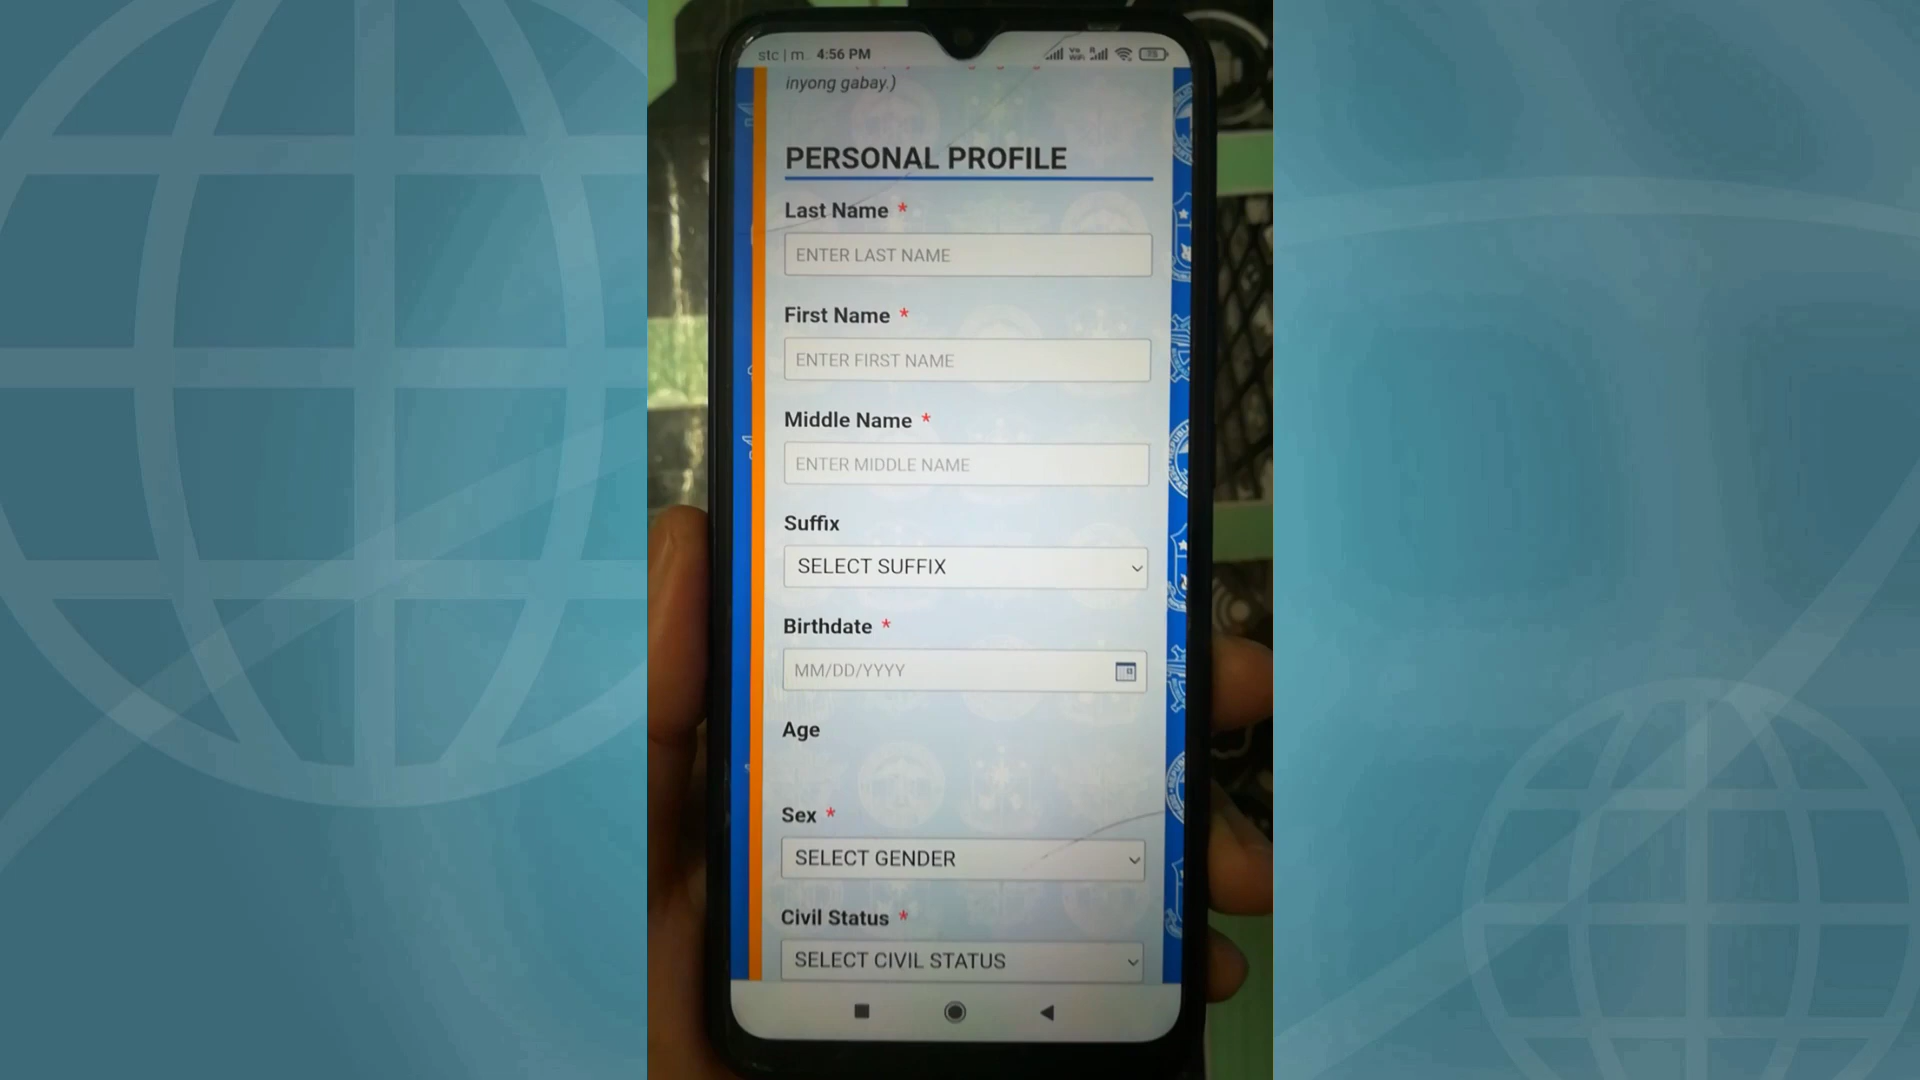 stc | m... 4:56 PM
75
inyong gabay.)
PERSONAL PROFILE
Last Name *
ENTER LAST NAME
First Name *
ENTER FIRST NAME
Middle Name *
ENTER MIDDLE NAME
Suffix
SELECT SUFFIX
Birthdate *
MM/DD/YYYY
Age
Sex *
SELECT GENDER
Civil Status *
SELECT CIVIL STATUS